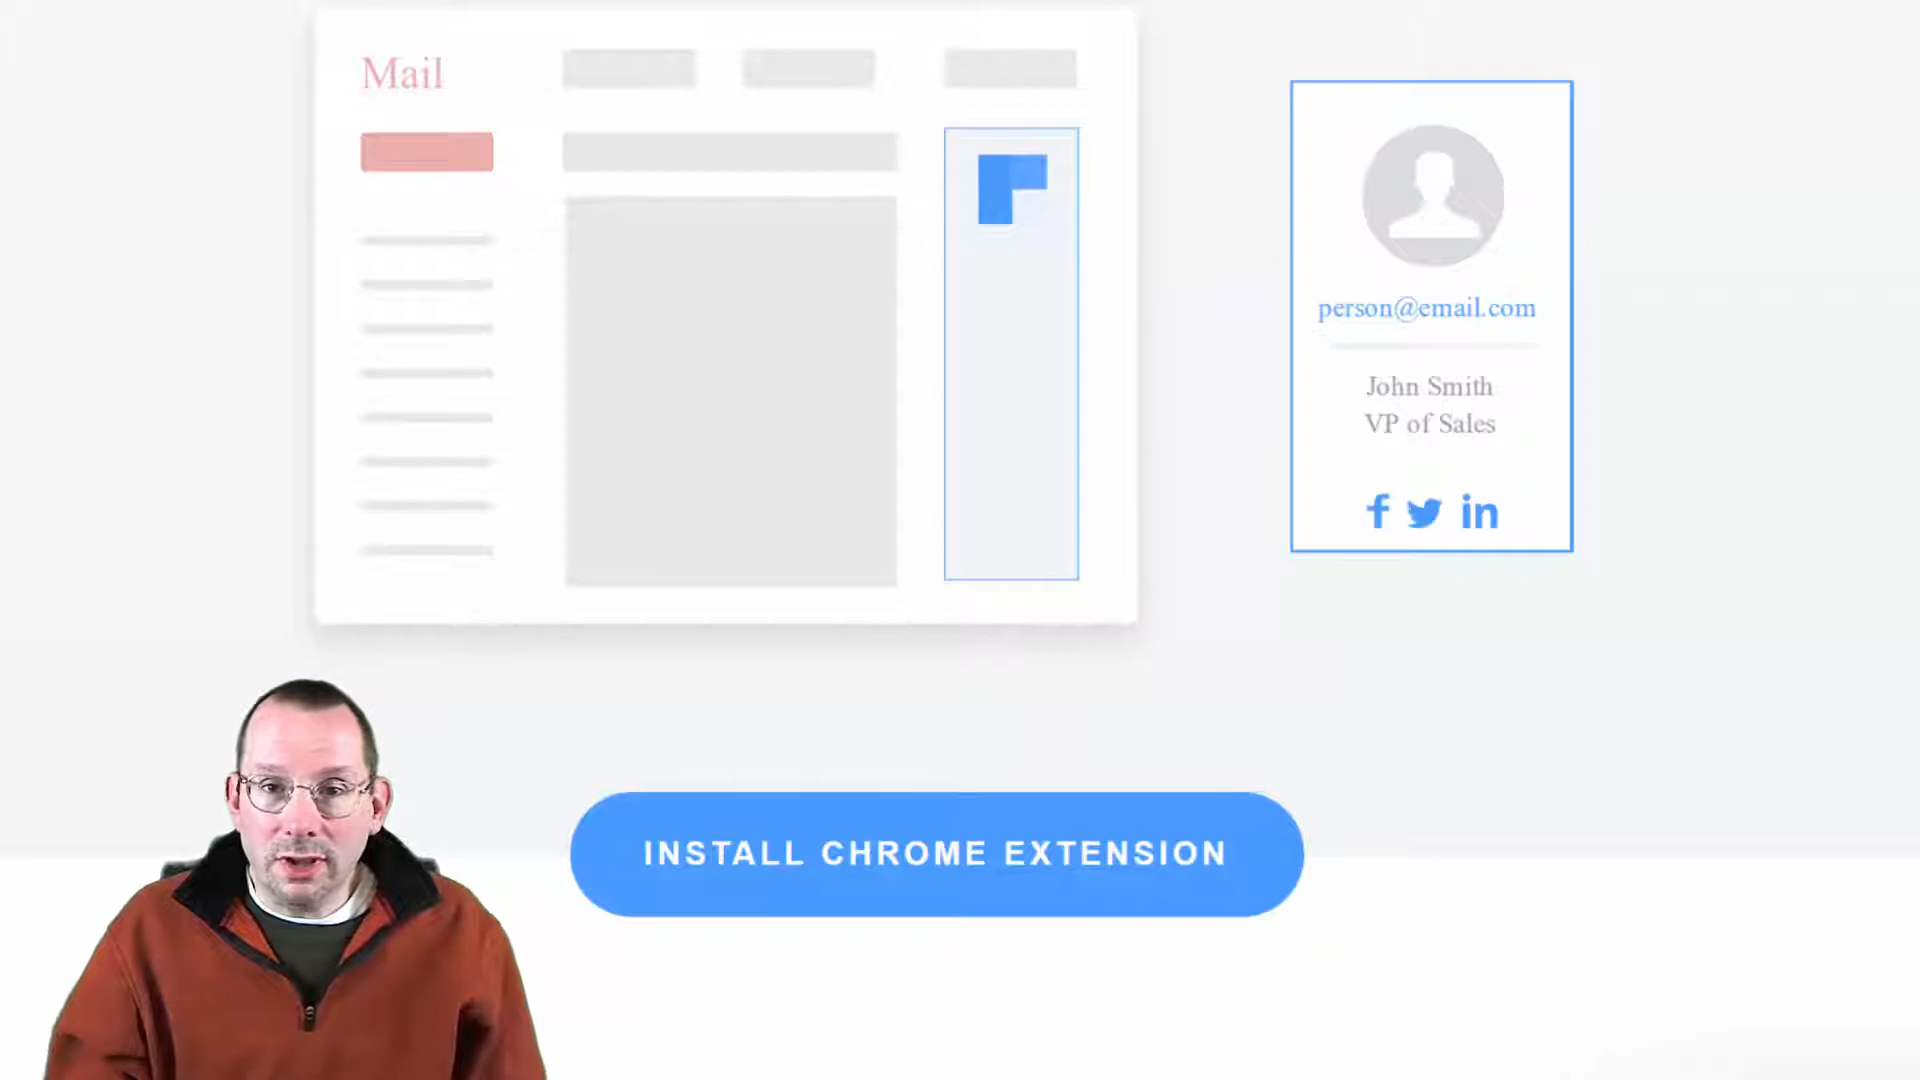 Mail
person@email.com
John Smith
VP of Sales
INSTALL CHROME EXTENSION